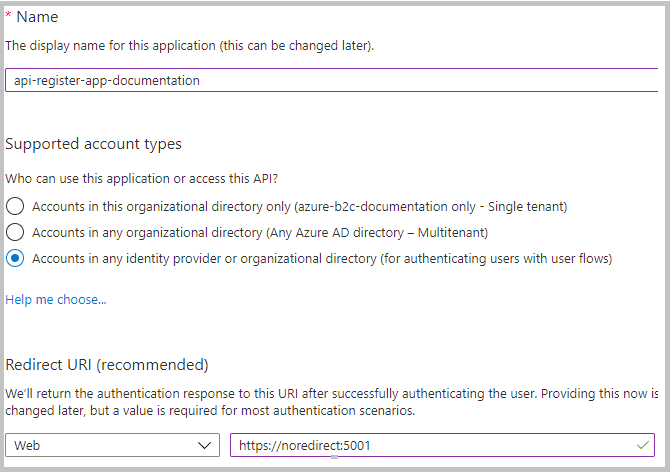 * Name
The display name for this application (this can be changed later).
api-register-app-documentation
Supported account types
Who can use this application or access this API?
Accounts in this organizational directory only (azure-b2c-documentation only - Single tenant)
Accounts in any organizational directory (Any Azure AD directory – Multitenant)
Accounts in any identity provider or organizational directory (for authenticating users with user flows)
Help me choose...
Redirect URI (recommended)
We'll return the authentication response to this URI after successfully authenticating the user. Providing this now is
changed later, but a value is required for most authentication scenarios.
Web
https://noredirect:5001